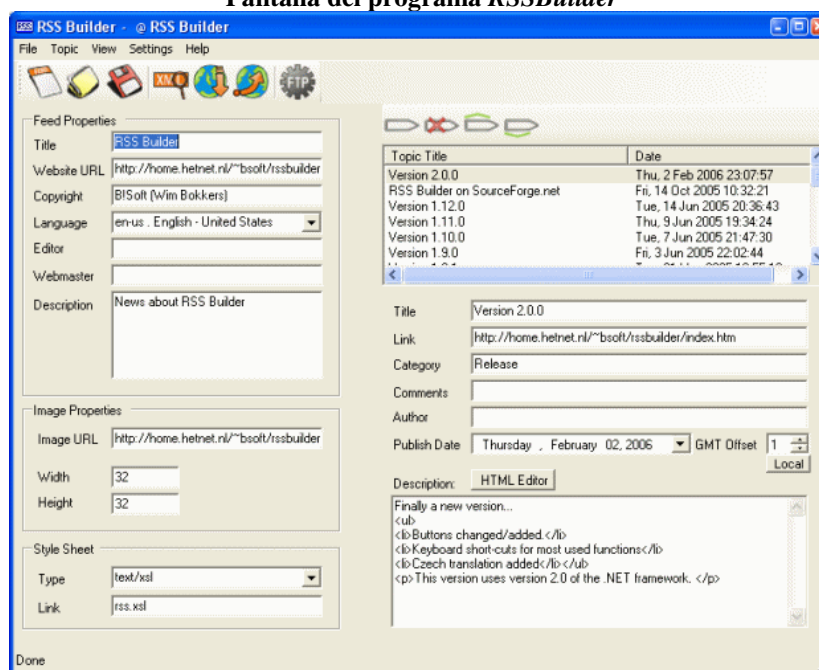 Pantalla del programa RSSBuilder
RSS Builder - @ RSS Builder
File Topic View Settings Help
XML
FTP
Feed Properties
Title RSS Builder
Website URL http://home.hetnet.nl/~bsoft/rssbuilder
Copyright B!Soft (Wim Bokkers)
Language en-us . English - United States
Editor
Webmaster
Description News about RSS Builder
Image Properties
Image URL http://home.hetnet.nl/~bsoft/rssbuilder
Width 32
Height 32
Style Sheet
Type text/xsl
Link rss.xsl
Topic Title Date
Version 2.0.0 Thu, 2 Feb 2006 23:07:57
RSS Builder on SourceForge.net Fri, 14 Oct 2005 10:32:21
Version 1.12.0 Tue, 14 Jun 2005 20:36:43
Version 1.11.0 Thu, 9 Jun 2005 19:34:24
Version 1.10.0 Tue, 7 Jun 2005 21:47:30
Version 1.9.0 Fri, 3 Jun 2005 22:02:44
Title Version 2.0.0
Link http://home.hetnet.nl/~bsoft/rssbuilder/index.htm
Category Release
Comments
Author
Publish Date Thursday , February 02, 2006 GMT Offset 1
Local
Description: HTML Editor
Finally a new version...
<ul>
<li>Buttons changed/added.</li>
<li>Keyboard short-cuts for most used functions</li>
<li>Czech translation added</li></ul>
<p>This version uses version 2.0 of the .NET framework. </p>
Done